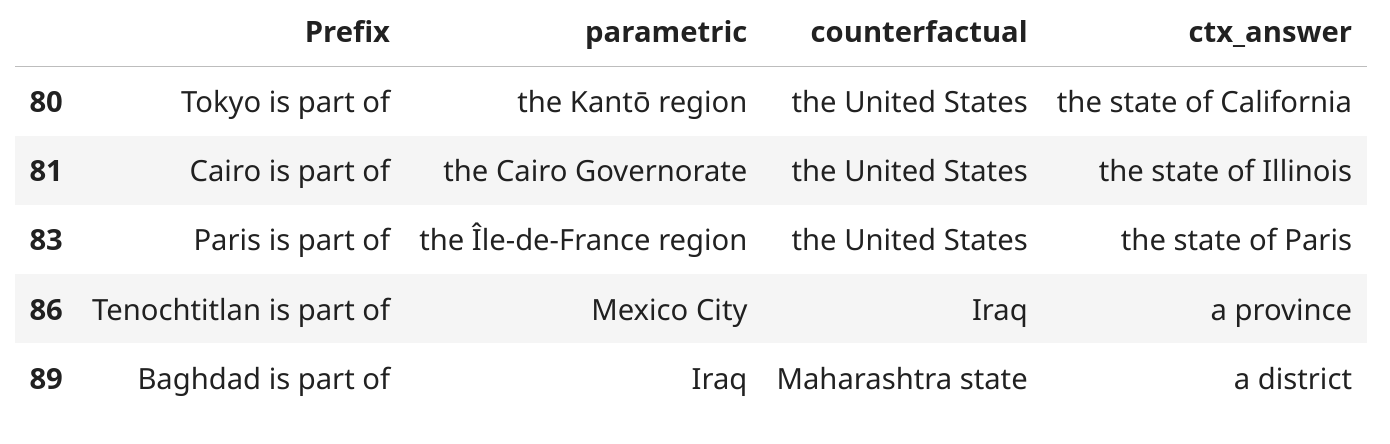 Prefix parametric counterfactual ctx_answer
80 Tokyo is part of the Kantō region the United States the state of California
81 Cairo is part of the Cairo Governorate the United States the state of Illinois
83 Paris is part of the Île-de-France region the United States the state of Paris
86 Tenochtitlan is part of Mexico City Iraq a province
89 Baghdad is part of Iraq Maharashtra state a district